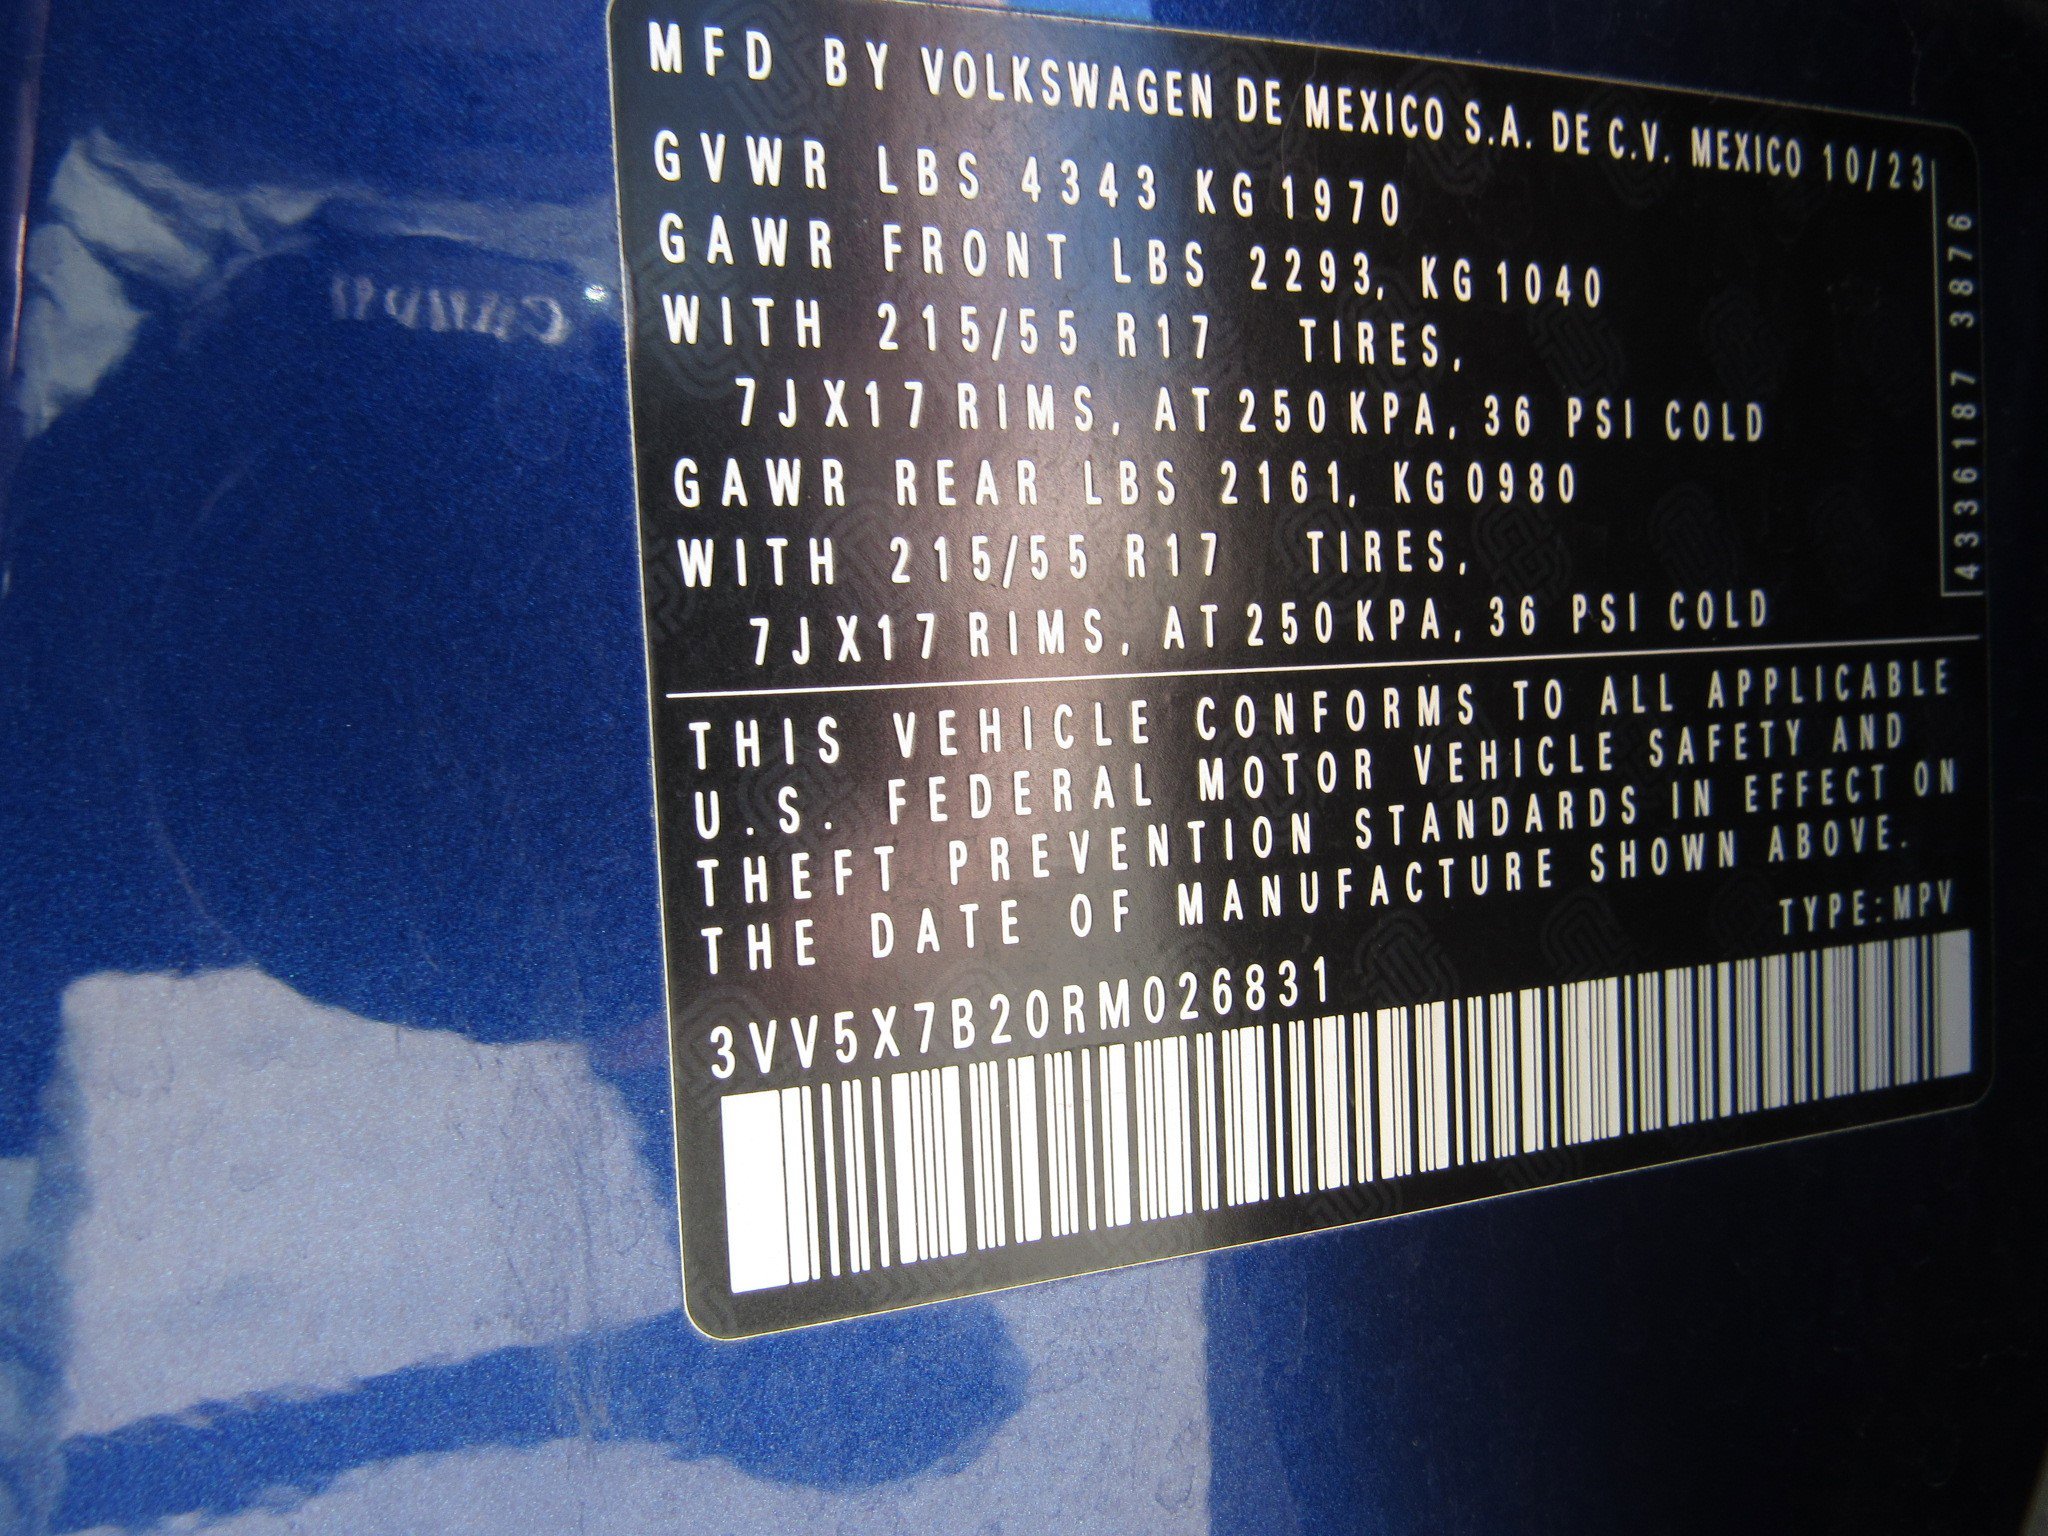 MFD BY VOLKSWAGEN DE MEXICO S.A. DE C.V. MEXICO 10/23
GVWR LBS 4343 KG 1970
GAWR FRONT LBS 2293, KG 1040
WITH 215/55 R17 TIRES,
7JX17 RIMS, AT 250 KPA, 36 PSI COLD
GAWR REAR LBS 2161, KG 0980
WITH 215/55 R17 TIRES,
7JX17 RIMS, AT 250 KPA, 36 PSI COLD
4336187 3876
THIS VEHICLE CONFORMS TO ALL APPLICABLE
U.S. FEDERAL MOTOR VEHICLE SAFETY AND
THEFT PREVENTION STANDARDS IN EFFECT ON
THE DATE OF MANUFACTURE SHOWN ABOVE.
TYPE:MPV
3VV5X7B20RM026831